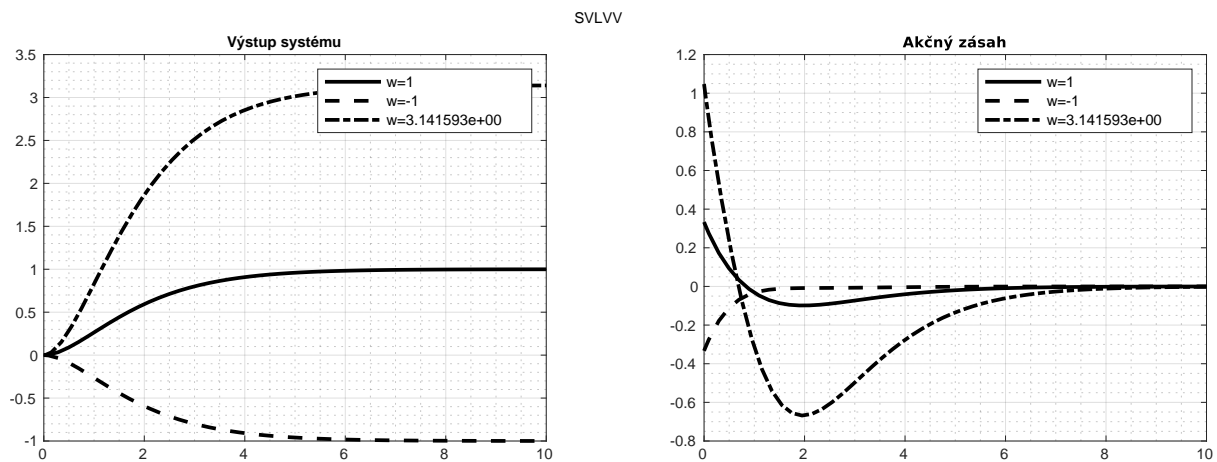 SVLVV
Výstup systému
3.5
3
2.5
2
1.5
1
0.5
0
-0.5
-1
0 2 4 6 8 10
w=1
w=-1
w=3.141593e+00
Akčný zásah
1.2
1
0.8
0.6
0.4
0.2
0
-0.2
-0.4
-0.6
-0.8
0 2 4 6 8 10
w=1
w=-1
w=3.141593e+00